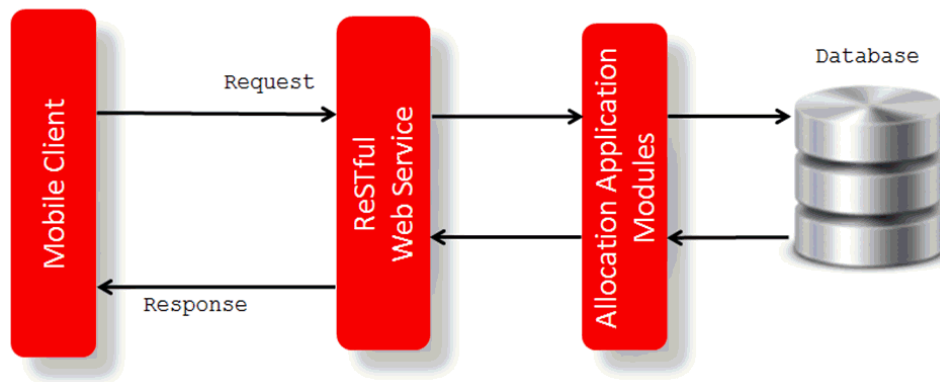 Mobile Client
Request
Response
ReSTful
Web Service
Allocation Application
Modules
Database